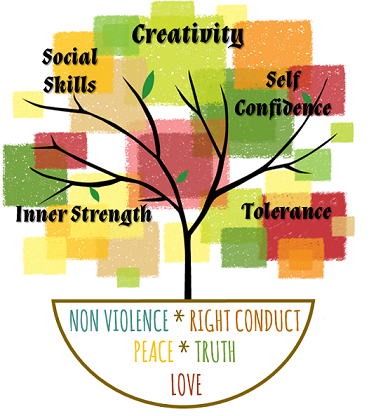 Creativity
Social
Skills
Self
Confidence
Inner Strength
Tolerance
NON VIOLENCE * RIGHT CONDUCT
PEACE * TRUTH
LOVE